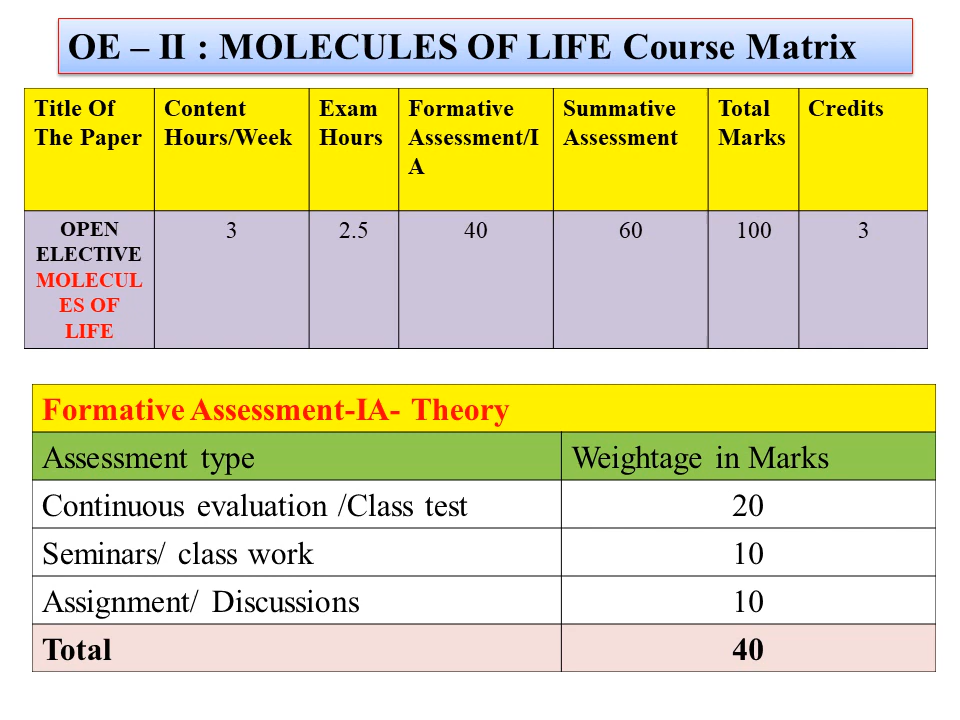 OE – II : MOLECULES OF LIFE Course Matrix
Title Of The Paper Content Hours/Week Exam Hours Formative Assessment/I A Summative Assessment Total Marks Credits
OPEN ELECTIVE MOLECUL ES OF LIFE 3 2.5 40 60 100 3
Formative Assessment-IA- Theory
Assessment type Weightage in Marks
Continuous evaluation /Class test 20
Seminars/ class work 10
Assignment/ Discussions 10
Total 40